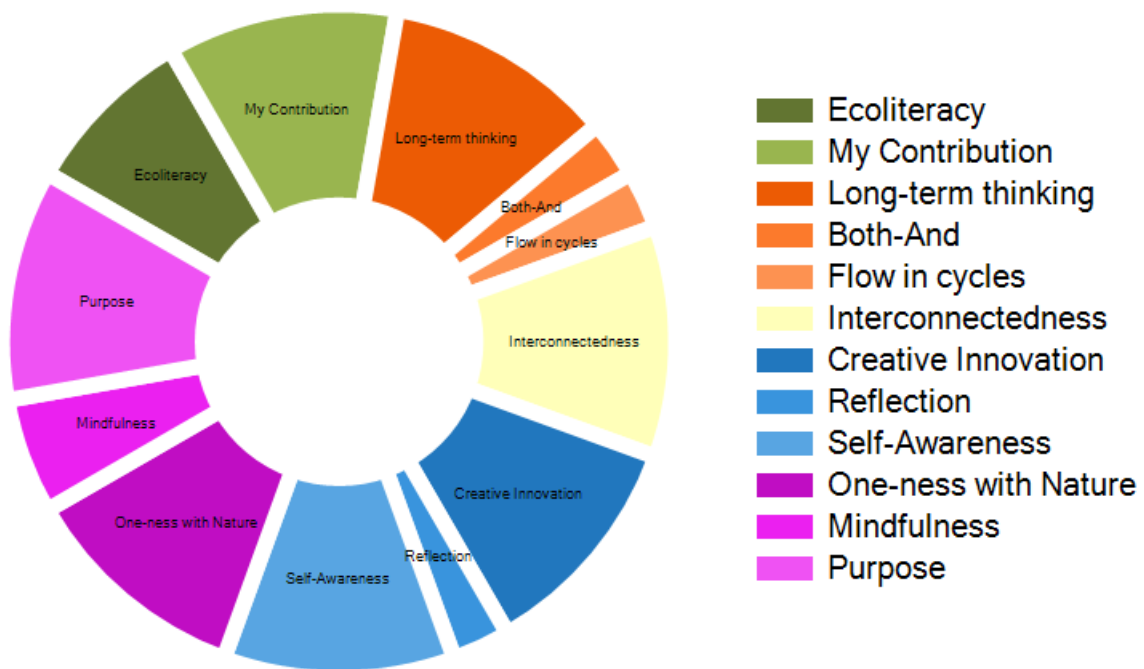 My Contribution
Long-term thinking
Ecoliteracy
Both-And
Flow in cycles
Purpose
Interconnectedness
Mindfulness
Creative Innovation
One-ness with Nature
Reflection
Self-Awareness
Ecoliteracy
My Contribution
Long-term thinking
Both-And
Flow in cycles
Interconnectedness
Creative Innovation
Reflection
Self-Awareness
One-ness with Nature
Mindfulness
Purpose